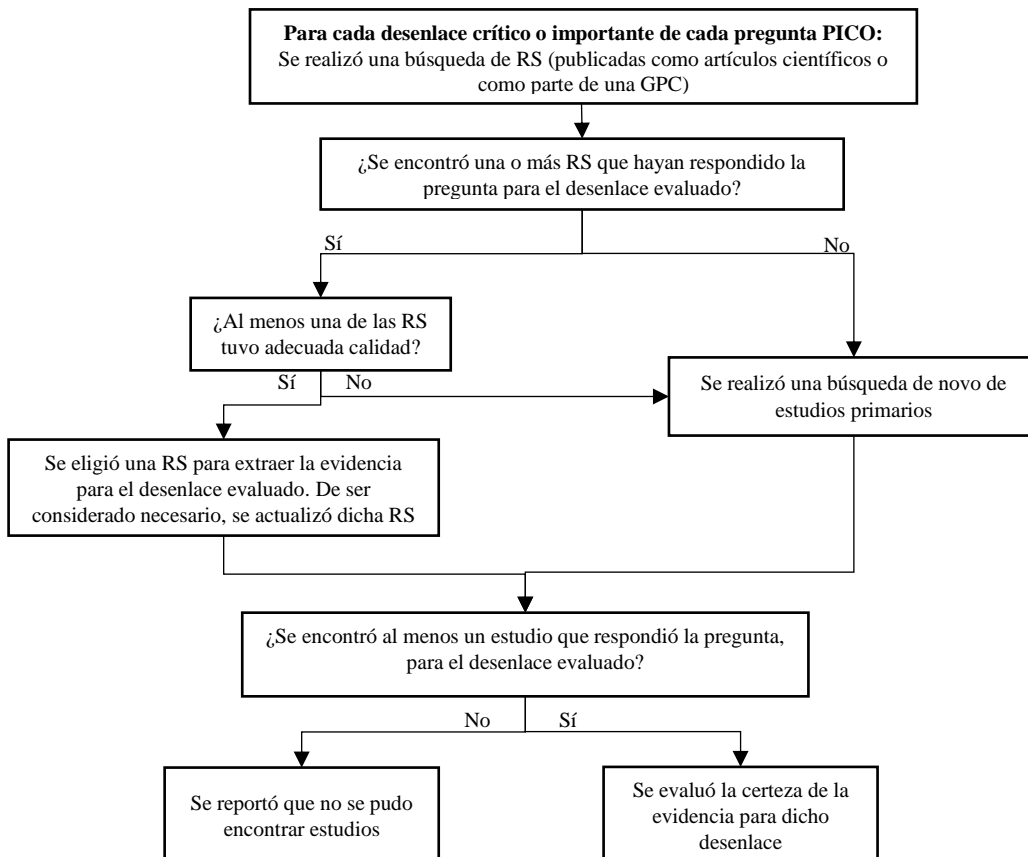 Para cada desenlace crítico o importante de cada pregunta PICO:
Se realizó una búsqueda de RS (publicadas como artículos científicos o
como parte de una GPC)
¿Se encontró una o más RS que hayan respondido la
pregunta para el desenlace evaluado?
Sí
No
¿Al menos una de las RS
tuvo adecuada calidad?
Sí
No
Se realizó una búsqueda de novo de
estudios primarios
Se eligió una RS para extraer la evidencia
para el desenlace evaluado. De ser
considerado necesario, se actualizó dicha RS
¿Se encontró al menos un estudio que respondió la pregunta,
para el desenlace evaluado?
No
Sí
Se reportó que no se pudo
encontrar estudios
Se evaluó la certeza de la
evidencia para dicho
desenlace